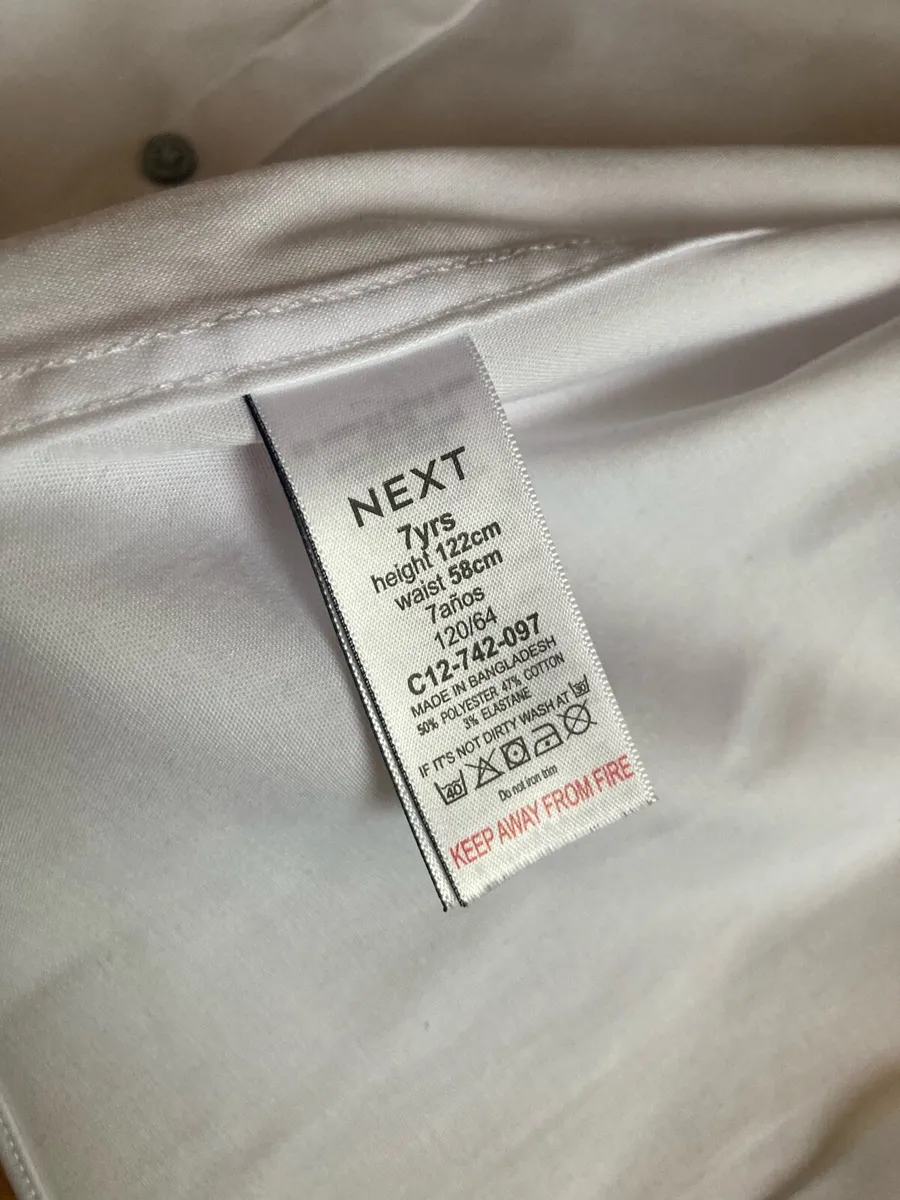 NEXT
7yrs
height 122cm
waist 58cm
7años
120/64
C12-742-097
MADE IN BANGLADESH
50% POLYESTER 47% COTTON
3% ELASTANE
IF IT'S NOT DIRTY WASH AT 30
40
Do not iron trim
KEEP AWAY FROM FIRE